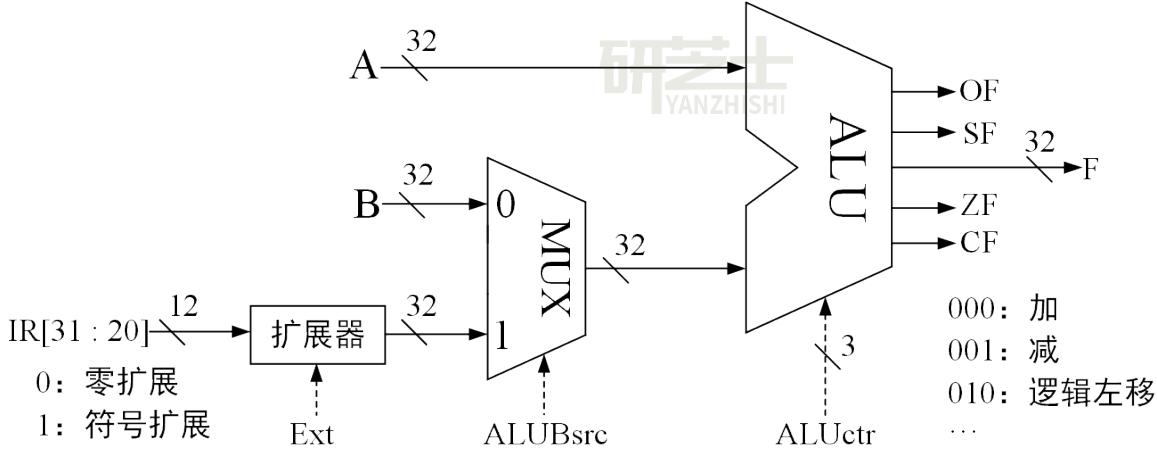 A
32
研芝士
YANZHISHI
ALU
OF
SF
32
F
ZF
CF
B
32
0
MUX
1
32
IR[31 : 20]
12
扩展器
32
0：零扩展
1：符号扩展
Ext
ALUBsrc
3
ALUctr
000：加
001：减
010：逻辑左移
…